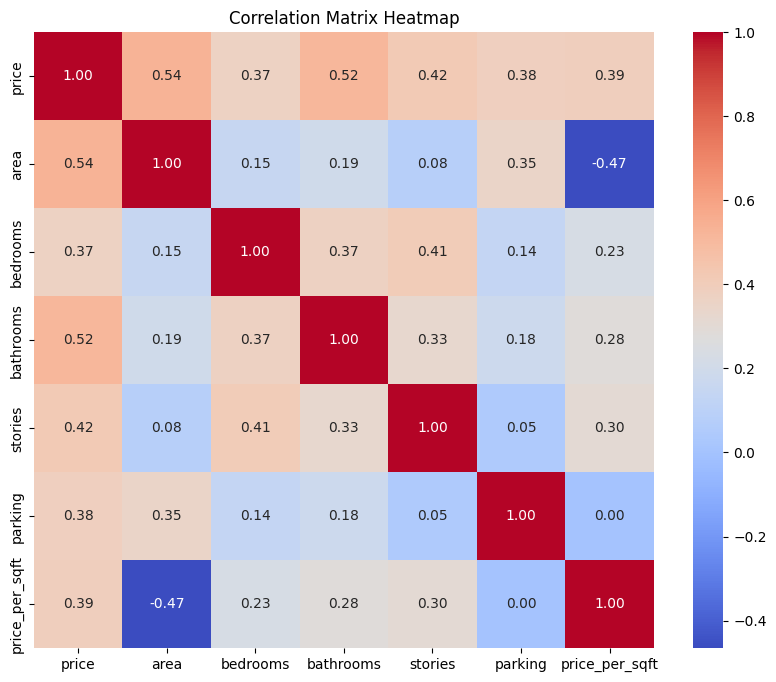 Correlation Matrix Heatmap
price 1.00 0.54 0.37 0.52 0.42 0.38 0.39
area 0.54 1.00 0.15 0.19 0.08 0.35 -0.47
bedrooms 0.37 0.15 1.00 0.37 0.41 0.14 0.23
bathrooms 0.52 0.19 0.37 1.00 0.33 0.18 0.28
stories 0.42 0.08 0.41 0.33 1.00 0.05 0.30
parking 0.38 0.35 0.14 0.18 0.05 1.00 0.00
price_per_sqft 0.39 -0.47 0.23 0.28 0.30 0.00 1.00
price area bedrooms bathrooms stories parking price_per_sqft
1.0
0.8
0.6
0.4
0.2
0.0
−0.2
−0.4